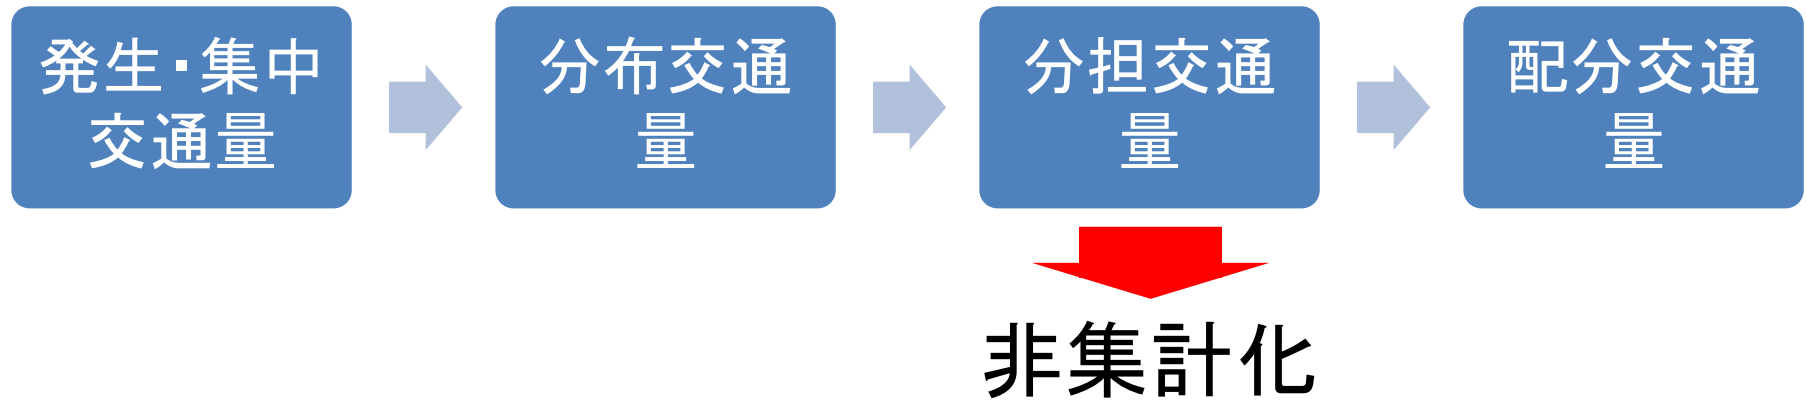 発生・集中
交通量
分布交通
量
分担交通
量
配分交通
量
非集計化